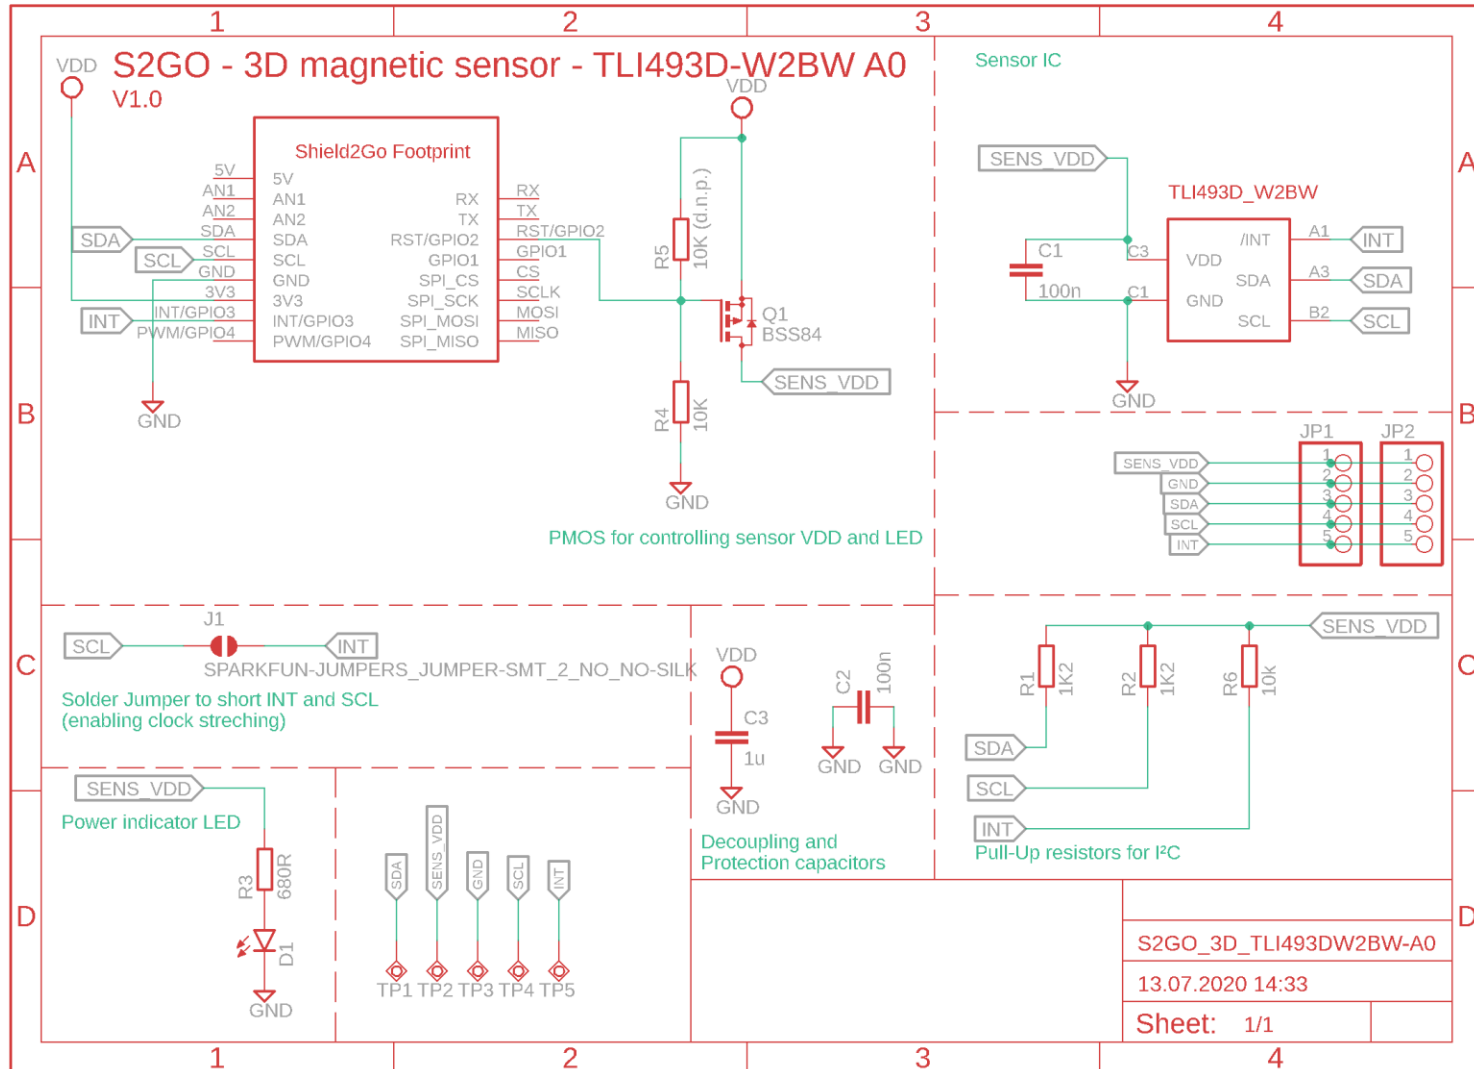 1 2 3 4
A
B
C
D
A
B
C
D
1 2 3 4
S2GO - 3D magnetic sensor - TLI493D-W2BW A0
V1.0
VDD
Shield2Go Footprint
5V
AN1
AN2
SDA
SCL
GND
3V3
INT/GPIO3
PWM/GPIO4
5V
AN1
AN2
SDA
SCL
GND
3V3
INT/GPIO3
PWM/GPIO4
RX
TX
RST/GPIO2
GPIO1
SPI_CS
SPI_SCK
SPI_MOSI
SPI_MISO
RX
TX
RST/GPIO2
GPIO1
CS
SCLK
MOSI
MISO
SDA
SCL
INT
GND
VDD
R5
10K (d.n.p.)
Q1
BSS84
SENS_VDD
R4
10K
GND
PMOS for controlling sensor VDD and LED
Sensor IC
SENS_VDD
TLI493D_W2BW
C1
100n
C3
C1
VDD
GND
/INT
SDA
SCL
A1
A3
B2
INT
SDA
SCL
GND
JP1
JP2
SENS_VDD
GND
SDA
SCL
INT
1
2
3
4
5
1
2
3
4
5
SCL
J1
INT
SPARKFUN-JUMPERS_JUMPER-SMT_2_NO_NO-SILK
Solder Jumper to short INT and SCL
(enabling clock streching)
VDD
C3
1u
GND
C2
100n
GND
GND
Decoupling and
Protection capacitors
SENS_VDD
R1
1K2
R2
1K2
R6
10k
SDA
SCL
INT
Pull-Up resistors for I²C
SENS_VDD
Power indicator LED
R3
680R
D1
GND
SDA
SENS_VDD
GND
SCL
INT
TP1 TP2 TP3 TP4 TP5
S2GO_3D_TLI493DW2BW-A0
13.07.2020 14:33
Sheet: 1/1